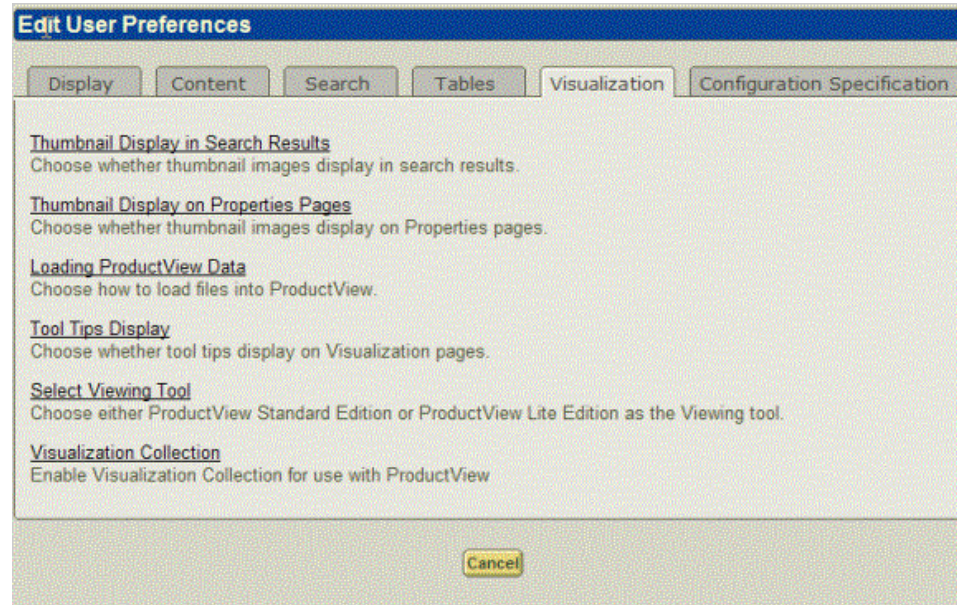 Edit User Preferences
Display Content Search Tables Visualization Configuration Specification
Thumbnail Display in Search Results
Choose whether thumbnail images display in search results.
Thumbnail Display on Properties Pages
Choose whether thumbnail images display on Properties pages.
Loading ProductView Data
Choose how to load files into ProductView.
Tool Tips Display
Choose whether tool tips display on Visualization pages.
Select Viewing Tool
Choose either ProductView Standard Edition or ProductView Lite Edition as the Viewing tool.
Visualization Collection
Enable Visualization Collection for use with ProductView
Cancel